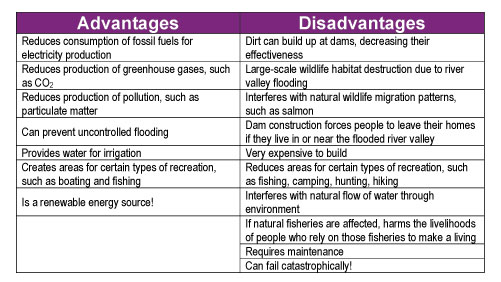 Advantages Disadvantages
Reduces consumption of fossil fuels for
electricity production
Dirt can build up at dams, decreasing their
effectiveness
Reduces production of greenhouse gases, such
as CO₂
Large-scale wildlife habitat destruction due to river
valley flooding
Reduces production of pollution, such as
particulate matter
Interferes with natural wildlife migration patterns,
such as salmon
Can prevent uncontrolled flooding
Dam construction forces people to leave their homes
if they live in or near the flooded river valley
Provides water for irrigation
Very expensive to build
Creates areas for certain types of recreation,
such as boating and fishing
Reduces areas for certain types of recreation, such
as fishing, camping, hunting, hiking
Is a renewable energy source!
Interferes with natural flow of water through
environment
If natural fisheries are affected, harms the livelihoods
of people who rely on those fisheries to make a living
Requires maintenance
Can fail catastrophically!